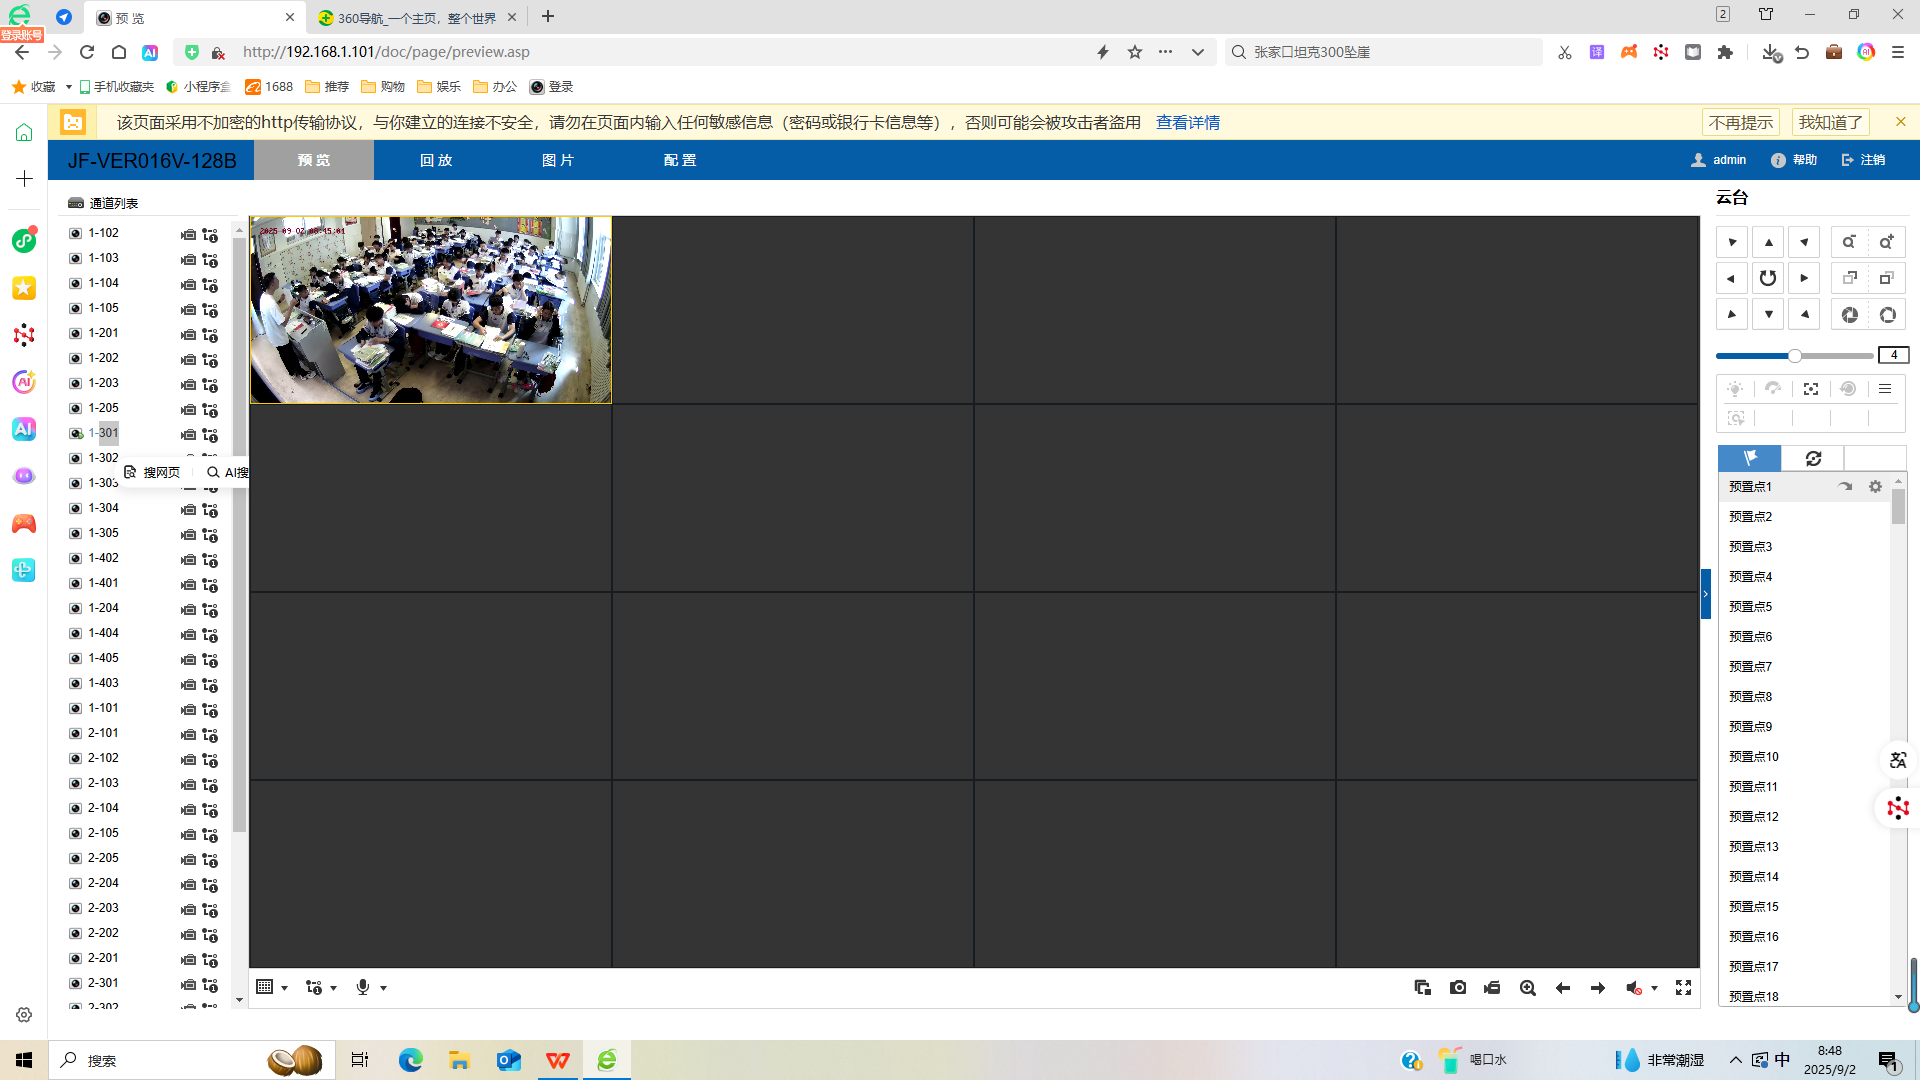 登录账号
预 览
360导航_一个主页，整个世界
2
http://192.168.1.101/doc/page/preview.asp
张家口坦克300坠崖
收藏
手机收藏夹
小程序盒
1688
推荐
购物
娱乐
办公
登录
该页面采用不加密的http传输协议，与你建立的连接不安全，请勿在页面内输入任何敏感信息（密码或银行卡信息等），否则可能会被攻击者盗用 查看详情
不再提示
我知道了
JF-VER016V-128B
预 览
回 放
图 片
配 置
admin
帮助
注销
通道列表
1-102
1-103
1-104
1-105
1-201
1-202
1-203
1-205
1-301
1-302
搜网页
AI搜
1-303
1-304
1-305
1-402
1-401
1-204
1-404
1-405
1-403
1-101
2-101
2-102
2-103
2-104
2-105
2-205
2-204
2-203
2-202
2-201
2-301
2-302
云台
4
预置点1
预置点2
预置点3
预置点4
预置点5
预置点6
预置点7
预置点8
预置点9
预置点10
预置点11
预置点12
预置点13
预置点14
预置点15
预置点16
预置点17
预置点18
搜索
喝口水
非常潮湿
中
8:48
2025/9/2
1